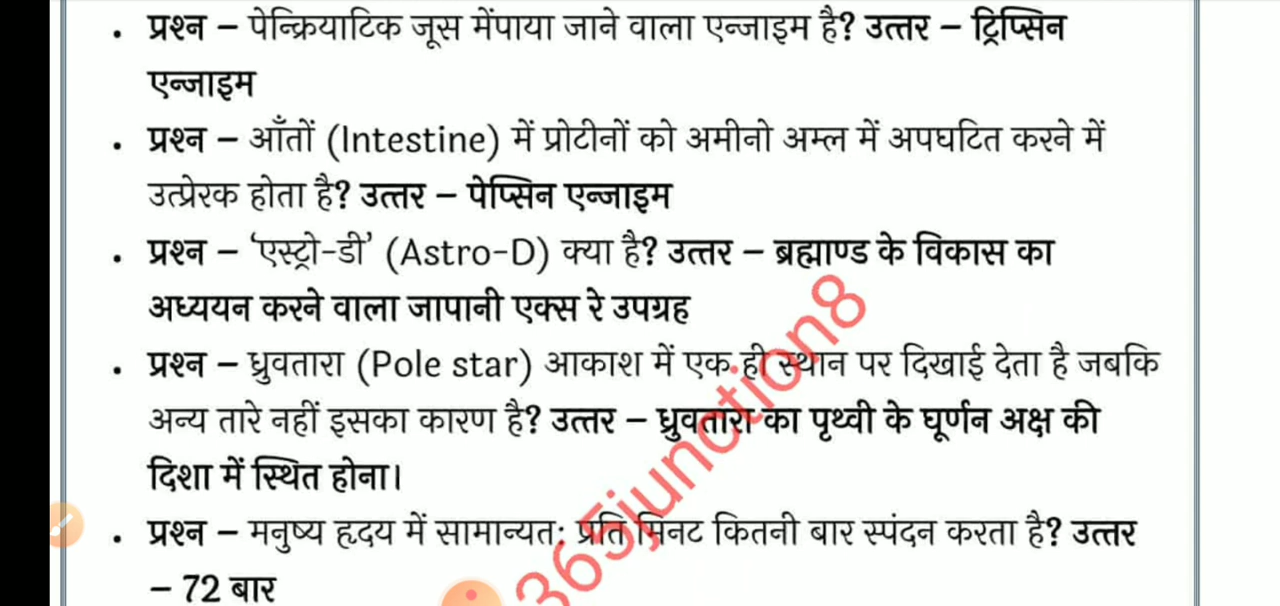 • प्रश्न – पेन्क्रियाटिक जूस मेंपाया जाने वाला एन्जाइम है? उत्तर – ट्रिप्सिन
एन्जाइम
• प्रश्न – आँतों (Intestine) में प्रोटीनों को अमीनो अम्ल में अपघटित करने में
उत्प्रेरक होता है? उत्तर – पेप्सिन एन्जाइम
• प्रश्न – ‘एस्ट्रो-डी’ (Astro-D) क्या है? उत्तर – ब्रह्माण्ड के विकास का
अध्ययन करने वाला जापानी एक्स रे उपग्रह
• प्रश्न – ध्रुवतारा (Pole star) आकाश में एक ही स्थान पर दिखाई देता है जबकि
अन्य तारे नहीं इसका कारण है? उत्तर – ध्रुवतारा का पृथ्वी के घूर्णन अक्ष की
दिशा में स्थित होना।
• प्रश्न – मनुष्य हृदय में सामान्यत: प्रति मिनट कितनी बार स्पंदन करता है? उत्तर
– 72 बार
365junction8